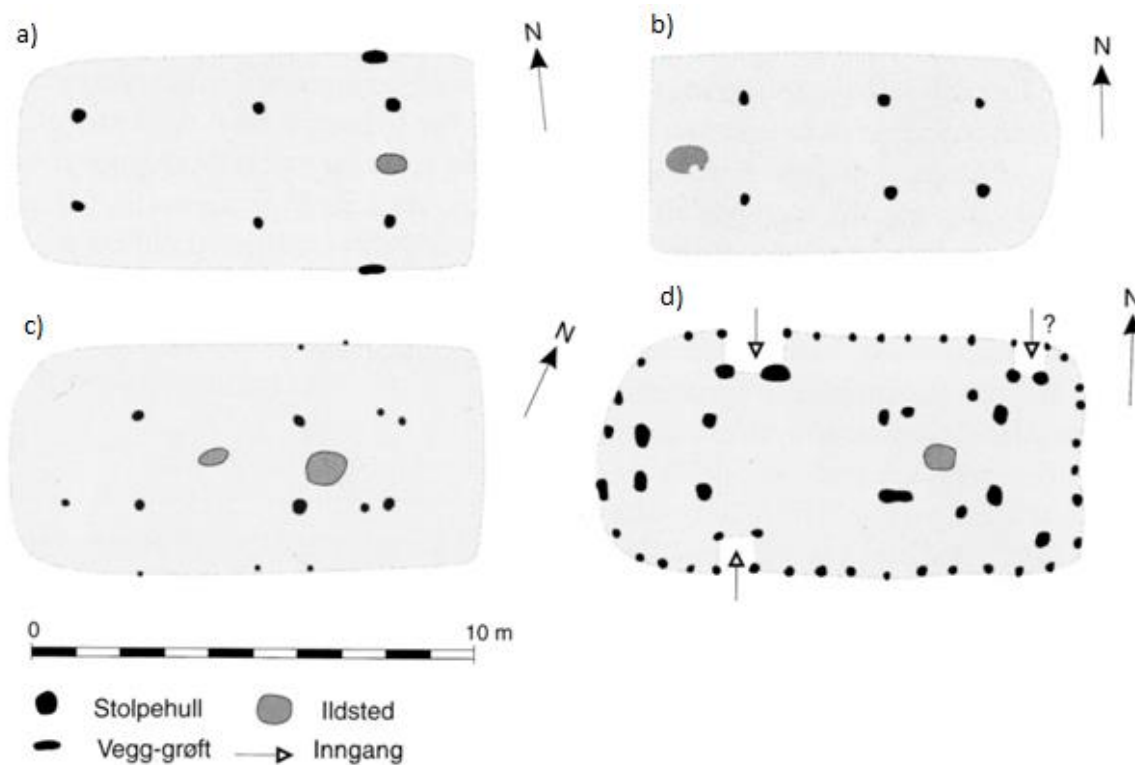 a)
N
b)
N
c)
N
d)
?
N
0
10 m
Stolpehull
Ildsted
Vegg-grøft
Inngang